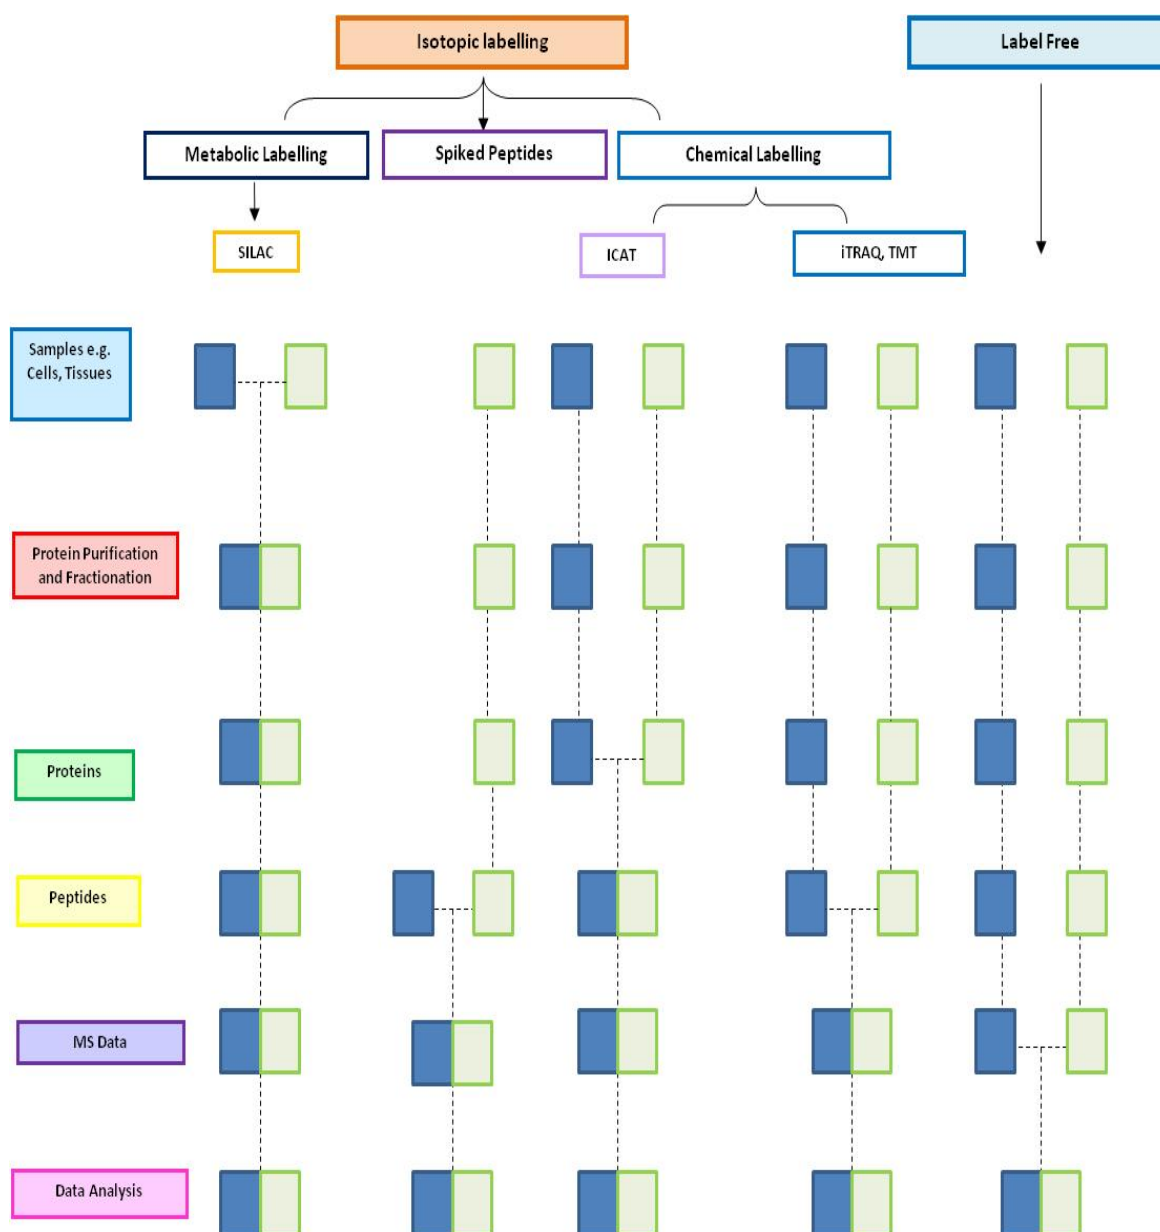 Isotopic labelling
Label Free
Metabolic Labelling
Spiked Peptides
Chemical Labelling
SILAC
ICAT
iTRAQ, TMT
Samples e.g.
Cells, Tissues
Protein Purification
and Fractionation
Proteins
Peptides
MS Data
Data Analysis